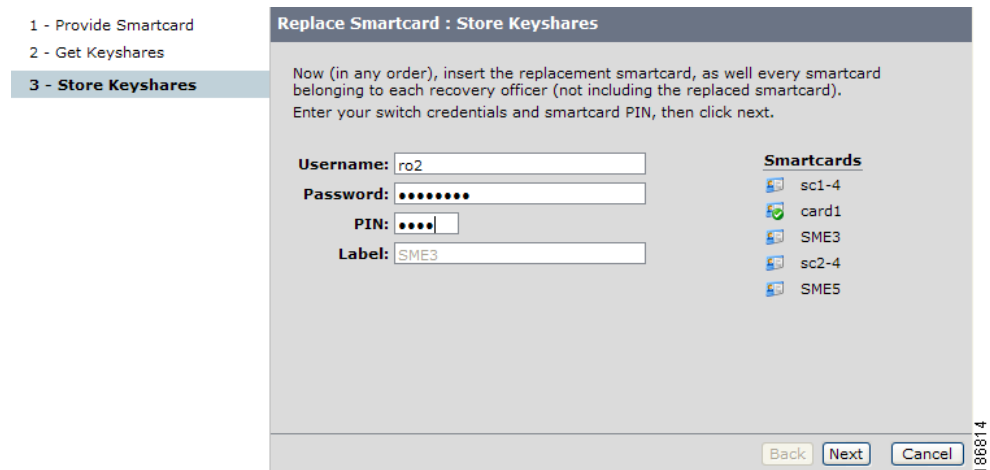 1 - Provide Smartcard
2 - Get Keyshares
3 - Store Keyshares
Replace Smartcard : Store Keyshares
Now (in any order), insert the replacement smartcard, as well every smartcard
belonging to each recovery officer (not including the replaced smartcard).
Enter your switch credentials and smartcard PIN, then click next.
Username: ro2
Password: ••••••••
PIN: ••••
Label: SME3
Smartcards
sc1-4
card1
SME3
sc2-4
SME5
Back Next Cancel
186814